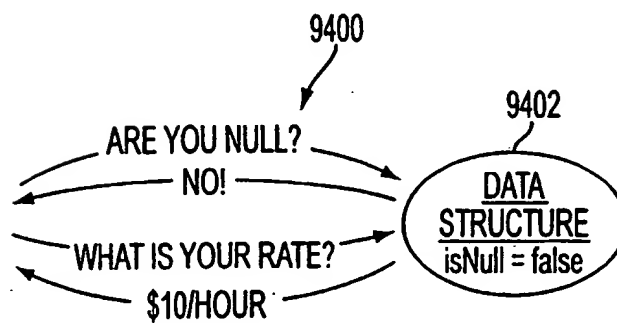 9400
9402
ARE YOU NULL?
NO!
WHAT IS YOUR RATE?
$10/HOUR
DATA
STRUCTURE
isNull = false